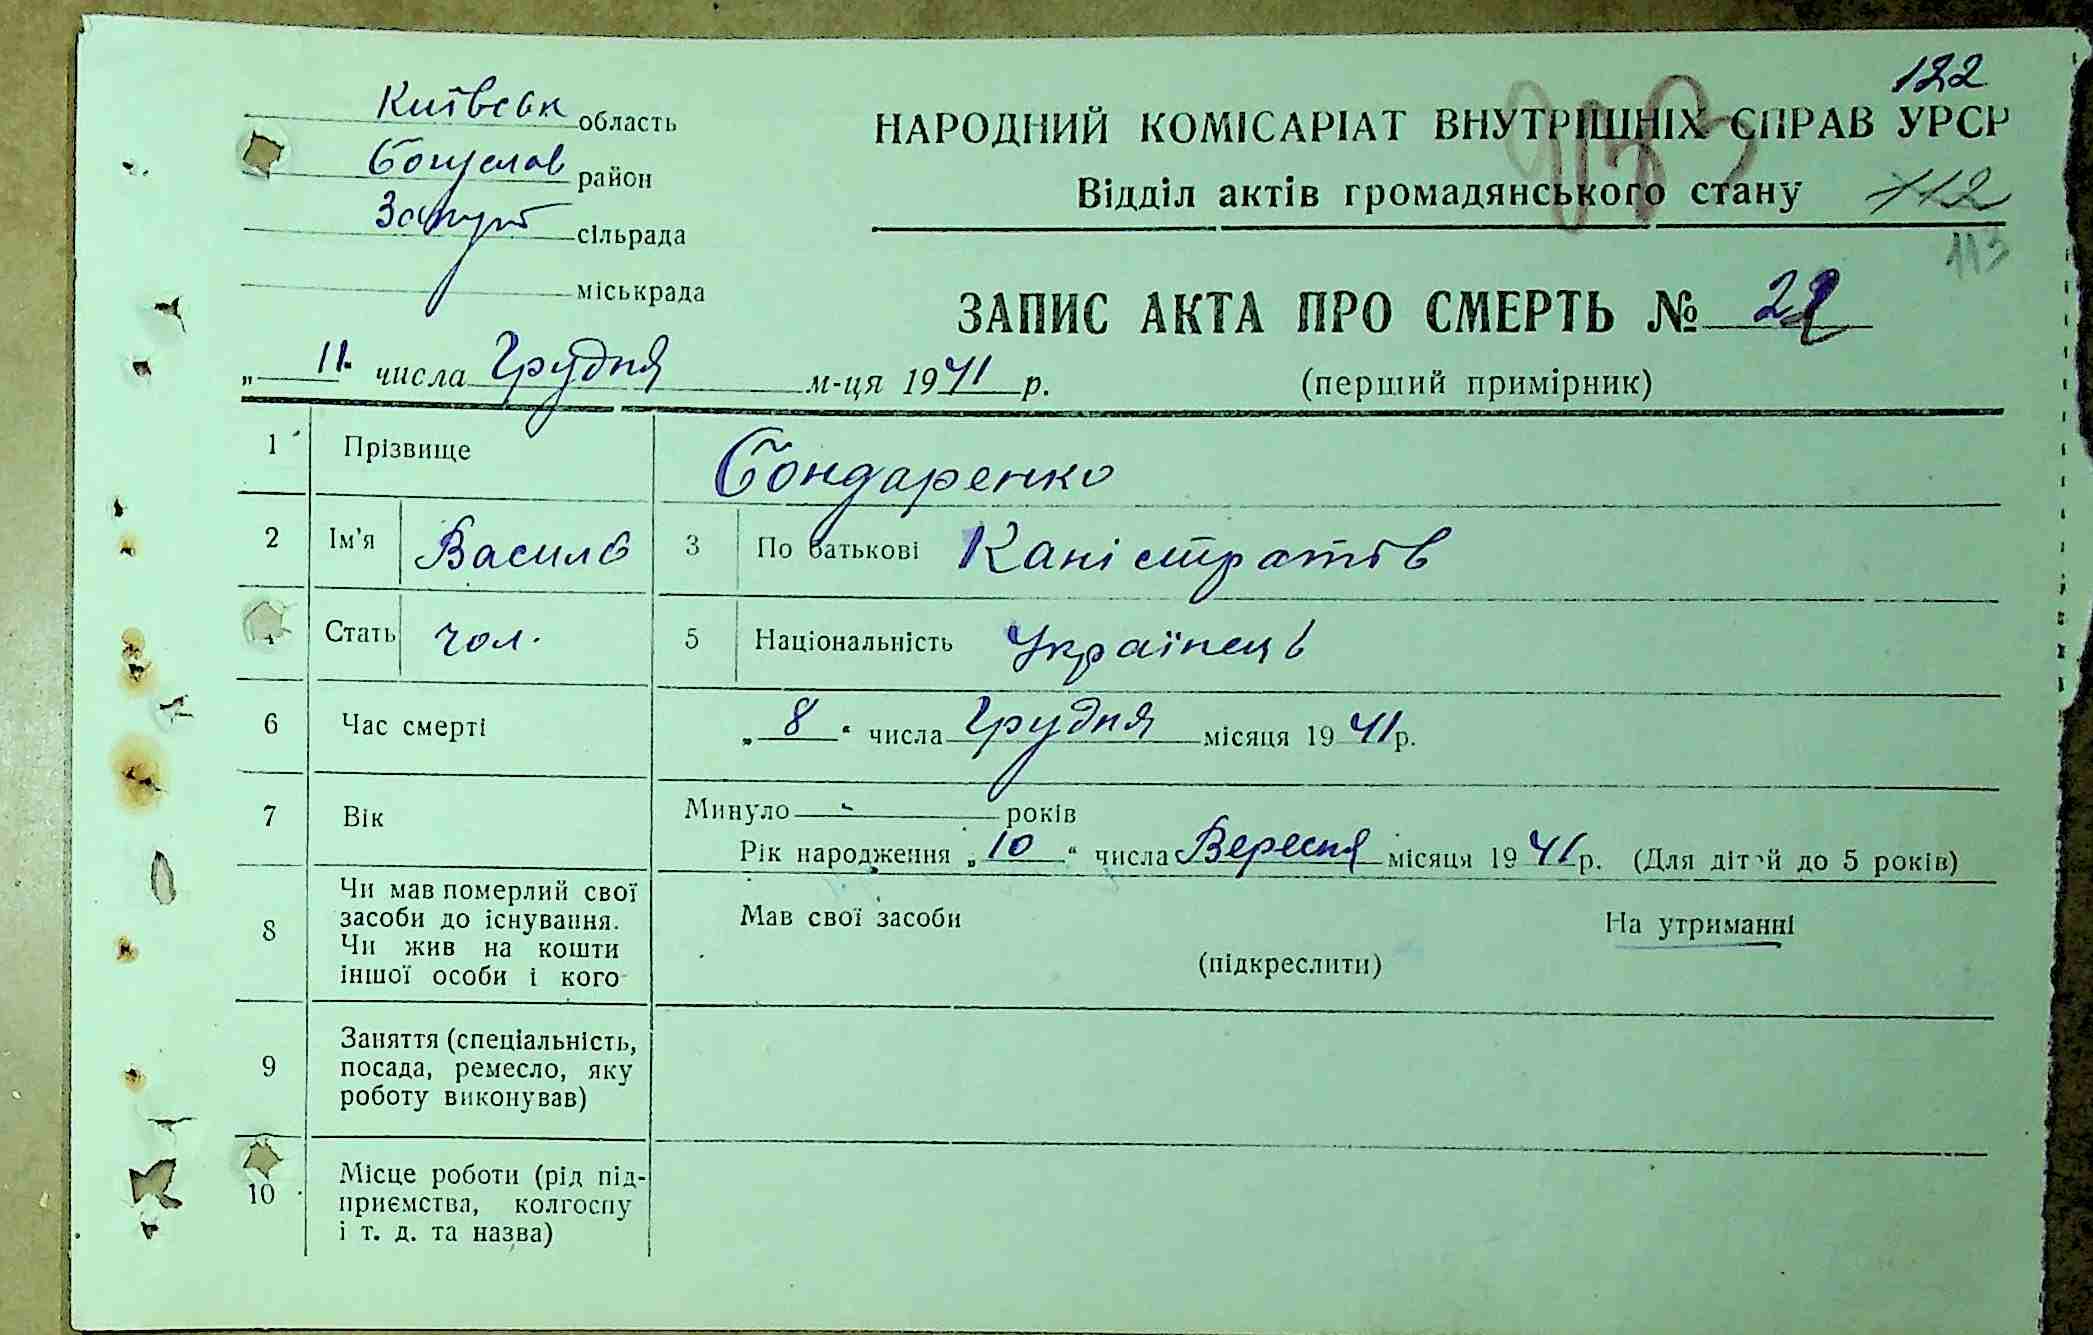 122
Київськ область
НАРОДНИЙ КОМІСАРІАТ ВНУТРІШНІХ СПРАВ УРСР
Богуслав район
Відділ актів громадянського стану 112
сільрада
113
міськрада
ЗАПИС АКТА ПРО СМЕРТЬ №
„ 11 " числа Грудня м-ця 1941 р. (перший примірник)
1 Прізвище Бондаренко
2 Ім'я Василь 3 По батькові Каністратів
Стать чол. 5 Національність Українець
6 Час смерті „ 8 " числа Грудня місяця 1941 р.
7 Вік Минуло - років
Рік народження „ 10 " числа Вересня місяця 1941 р. (Для дітей до 5 років)
8 Чи мав померлий свої
засоби до існування.
Чи жив на кошти
іншої особи і кого
Мав свої засоби На утриманні
(підкреслити)
9 Заняття (спеціальність,
посада, ремесло, яку
роботу виконував)
10 Місце роботи (рід під-
приємства, колгоспу
і т. д. та назва)